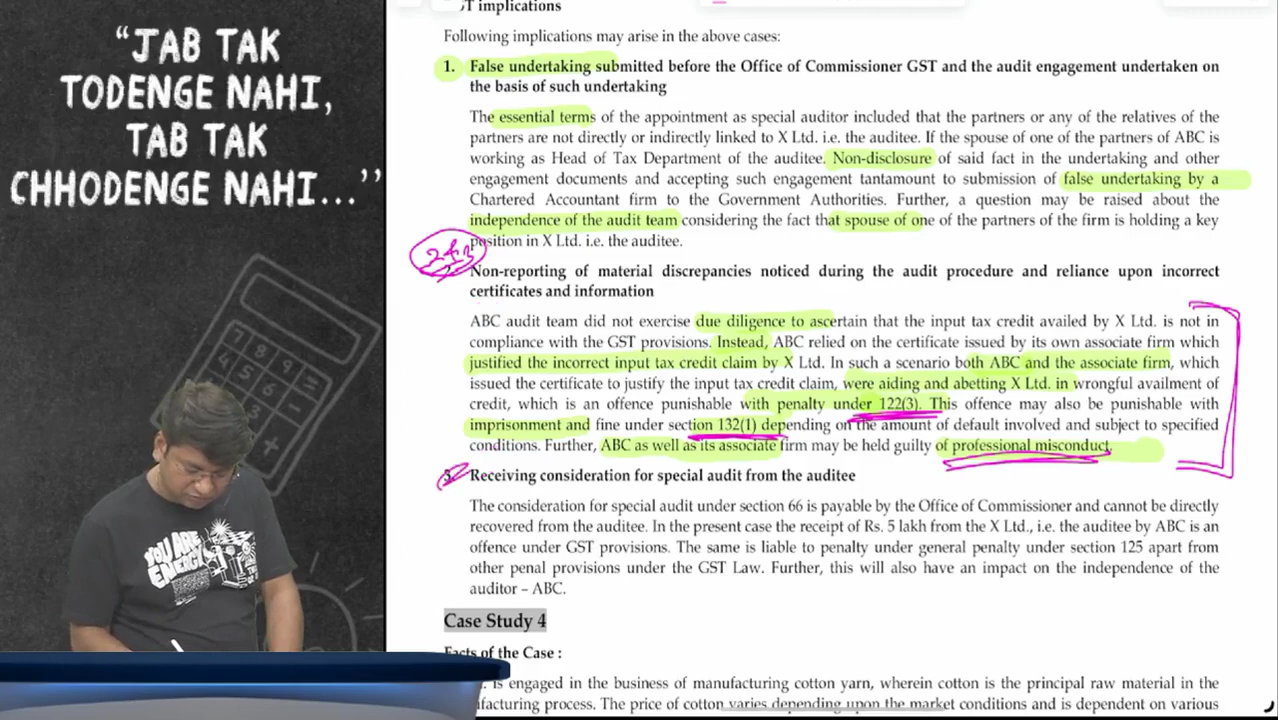 “JAB TAK
TODENGE NAHI,
TAB TAK
CHHODENGE NAHI...’’
YOU ARE
ENERGY
implications
Following implications may arise in the above cases:
1. False undertaking submitted before the Office of Commissioner GST and the audit engagement undertaken on
the basis of such undertaking
The essential terms of the appointment as special auditor included that the partners or any of the relatives of the
partners are not directly or indirectly linked to X Ltd. i.e. the auditee. If the spouse of one of the partners of ABC is
working as Head of Tax Department of the auditee. Non-disclosure of said fact in the undertaking and other
engagement documents and accepting such engagement tantamount to submission of false undertaking by a
Chartered Accountant firm to the Government Authorities. Further, a question may be raised about the
independence of the audit team considering the fact that spouse of one of the partners of the firm is holding a key
position in X Ltd. i.e. the auditee.
2+3
Non-reporting of material discrepancies noticed during the audit procedure and reliance upon incorrect
certificates and information
ABC audit team did not exercise due diligence to ascertain that the input tax credit availed by X Ltd. is not in
compliance with the GST provisions. Instead, ABC relied on the certificate issued by its own associate firm which
justified the incorrect input tax credit claim by X Ltd. In such a scenario both ABC and the associate firm, which
issued the certificate to justify the input tax credit claim, were aiding and abetting X Ltd. in wrongful availment of
credit, which is an offence punishable with penalty under 122(3). This offence may also be punishable with
imprisonment and fine under section 132(1) depending on the amount of default involved and subject to specified
conditions. Further, ABC as well as its associate firm may be held guilty of professional misconduct.
3. Receiving consideration for special audit from the auditee
The consideration for special audit under section 66 is payable by the Office of Commissioner and cannot be directly
recovered from the auditee. In the present case the receipt of Rs. 5 lakh from the X Ltd., i.e. the auditee by ABC is an
offence under GST provisions. The same is liable to penalty under general penalty under section 125 apart from
other penal provisions under the GST Law. Further, this will also have an impact on the independence of the
auditor – ABC.
Case Study 4
Facts of the Case :
is engaged in the business of manufacturing cotton yarn, wherein cotton is the principal raw material in the
process. The price of cotton varies depending upon the market conditions and is dependent on various